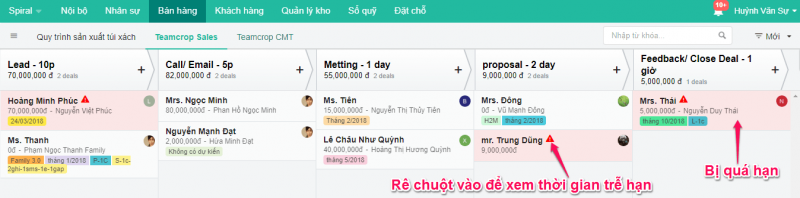 Spiral Nội bộ Nhân sự Bán hàng Khách hàng Quản lý kho Sổ quỹ Đặt chỗ 10+ Huỳnh Văn Sự
Quy trình sản xuất túi xách Teamcrop Sales Teamcrop CMT Nhập từ khóa... Mới
Lead - 10p
70,000,000 đ 2 deals
Hoàng Minh Phúc L
70,000,000đ - Nguyễn Việt Phúc
24/03/2018
Ms. Thanh
0đ - Phạm Ngọc Thanh Family
Family 3.0 tháng 1/2018 P-1C S-1c-
2ghi-1sms-1e-1gap
Call/ Email - 5p
82,000,000 đ 2 deals
Mrs. Ngọc Minh
80,000,000đ - Phan Hồ Ngọc Minh
Nguyễn Mạnh Đạt
2,000,000đ - Hứa Minh Đạt
Không có dự kiến
Metting - 1 day
55,000,000 đ 2 deals
Ms. Tiên B
15,000,000đ - Nguyễn Thị Thủy Tiên
Tháng 2/2018
Lê Châu Như Quỳnh X
40,000,000đ - Hoàng Thị Hương Quỳnh
tháng 5/2018
proposal - 2 day
9,000,000 đ 2 deals
Mrs. Đông
0đ - Vũ Mạnh Đông
H2M tháng 2/2018
mr. Trung Dũng
9,000,000đ
Feedback/ Close Deal - 1
giờ
5,000,000 đ 1 deals
Mrs. Thái N
5,000,000đ - Nguyễn Duy Thái
tháng 10/2018 L-1c
Rê chuột vào để xem thời gian trễ hạn
Bị quá hạn